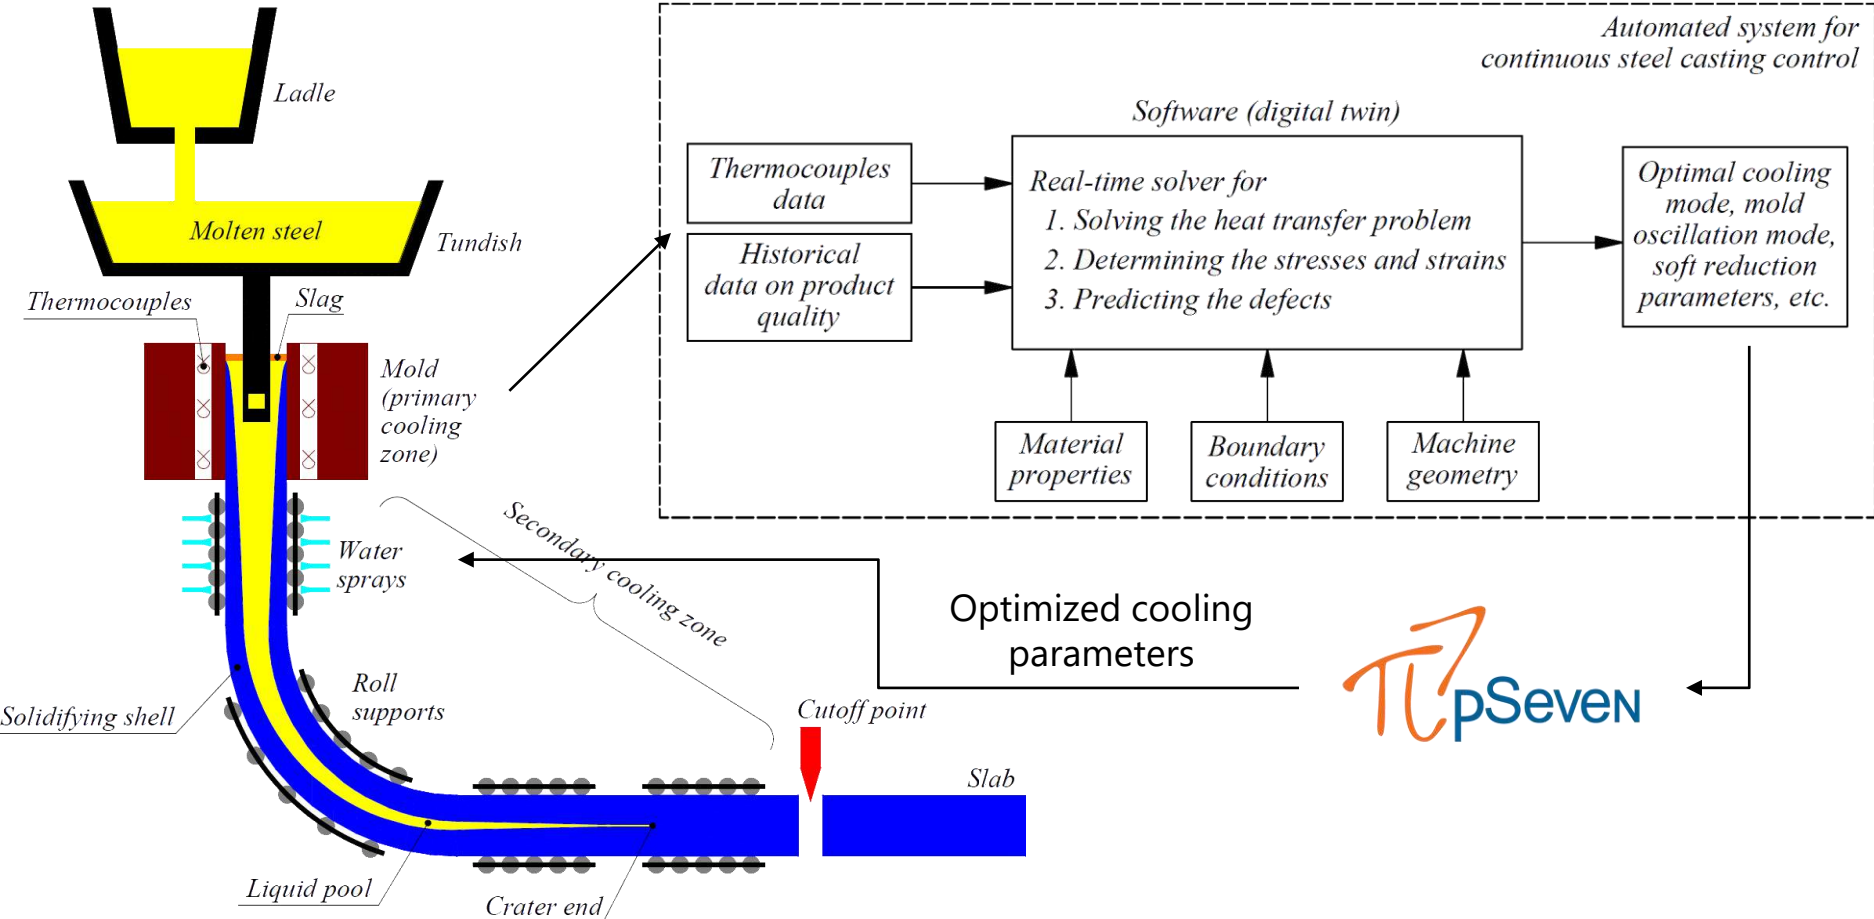 Automated system for
continuous steel casting control
Ladle
Software (digital twin)
Thermocouples
data
Historical
data on product
quality
Real-time solver for
1. Solving the heat transfer problem
2. Determining the stresses and strains
3. Predicting the defects
Optimal cooling
mode, mold
oscillation mode,
soft reduction
parameters, etc.
Molten steel
Tundish
Thermocouples
Slag
Mold
(primary
cooling
zone)
Material
properties
Boundary
conditions
Machine
geometry
Secondary cooling zone
Water
sprays
Optimized cooling
parameters
pSeveN
Roll
supports
Solidifying shell
Cutoff point
Slab
Liquid pool
Crater end